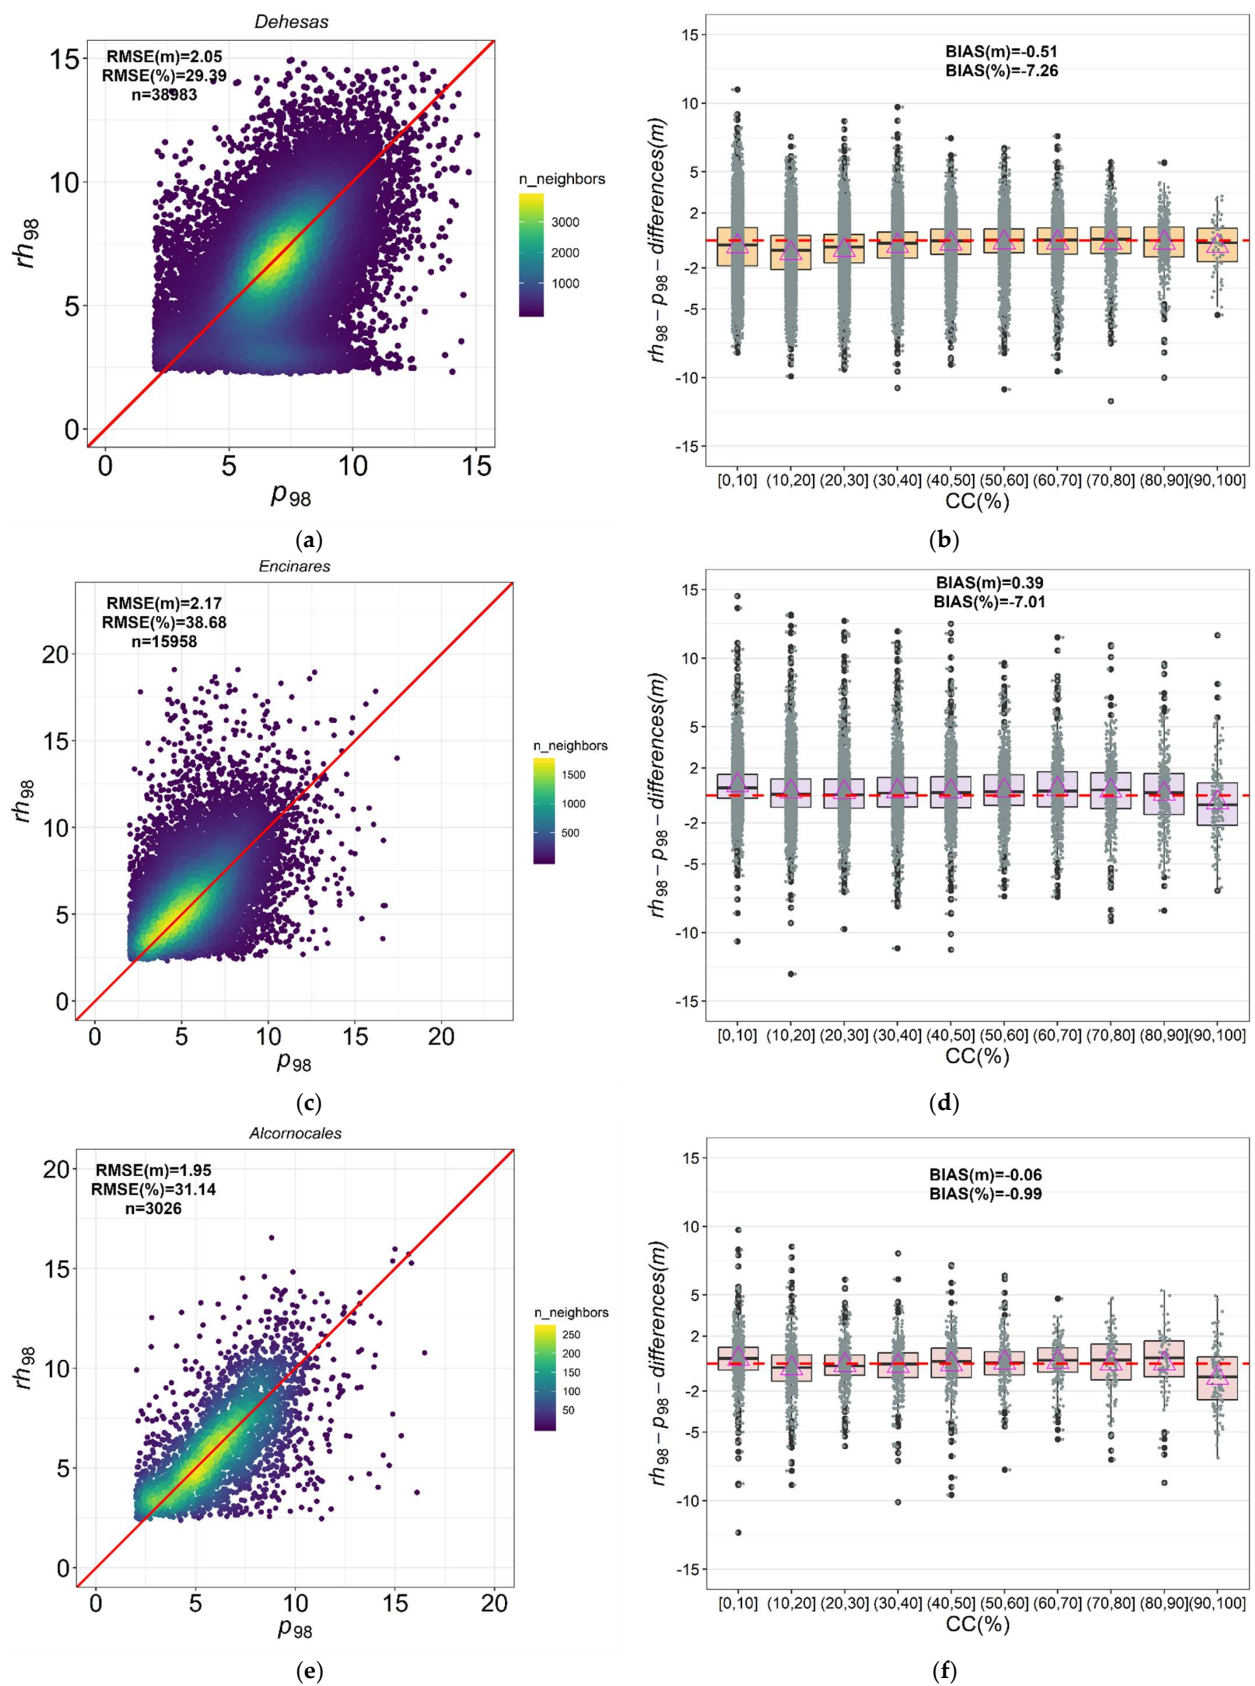 Dehesas
RMSE(m)=2.05
RMSE(%)=29.39
n=38983
15
10
5
0
rh98
0 5 10 15
p98
n_neighbors
3000
2000
1000
(a)
BIAS(m)=-0.51
BIAS(%)=-7.26
15
10
5
2
-2
-5
-10
-15
rh98 – p98 – differences(m)
[0,10] (10,20] (20,30] (30,40] (40,50] (50,60] (60,70] (70,80] (80,90] (90,100]
CC(%)
(b)
Encinares
RMSE(m)=2.17
RMSE(%)=38.68
n=15958
20
15
10
5
0
rh98
0 5 10 15 20
p98
n_neighbors
1500
1000
500
(c)
BIAS(m)=0.39
BIAS(%)=-7.01
15
10
5
2
-2
-5
-10
-15
rh98 – p98 – differences(m)
[0,10] (10,20] (20,30] (30,40] (40,50] (50,60] (60,70] (70,80] (80,90] (90,100]
CC(%)
(d)
Alcornocales
RMSE(m)=1.95
RMSE(%)=31.14
n=3026
20
15
10
5
0
rh98
0 5 10 15 20
p98
n_neighbors
250
200
150
100
50
(e)
BIAS(m)=-0.06
BIAS(%)=-0.99
15
10
5
2
-2
-5
-10
-15
rh98 – p98 – differences(m)
[0,10] (10,20] (20,30] (30,40] (40,50] (50,60] (60,70] (70,80] (80,90] (90,100]
CC(%)
(f)